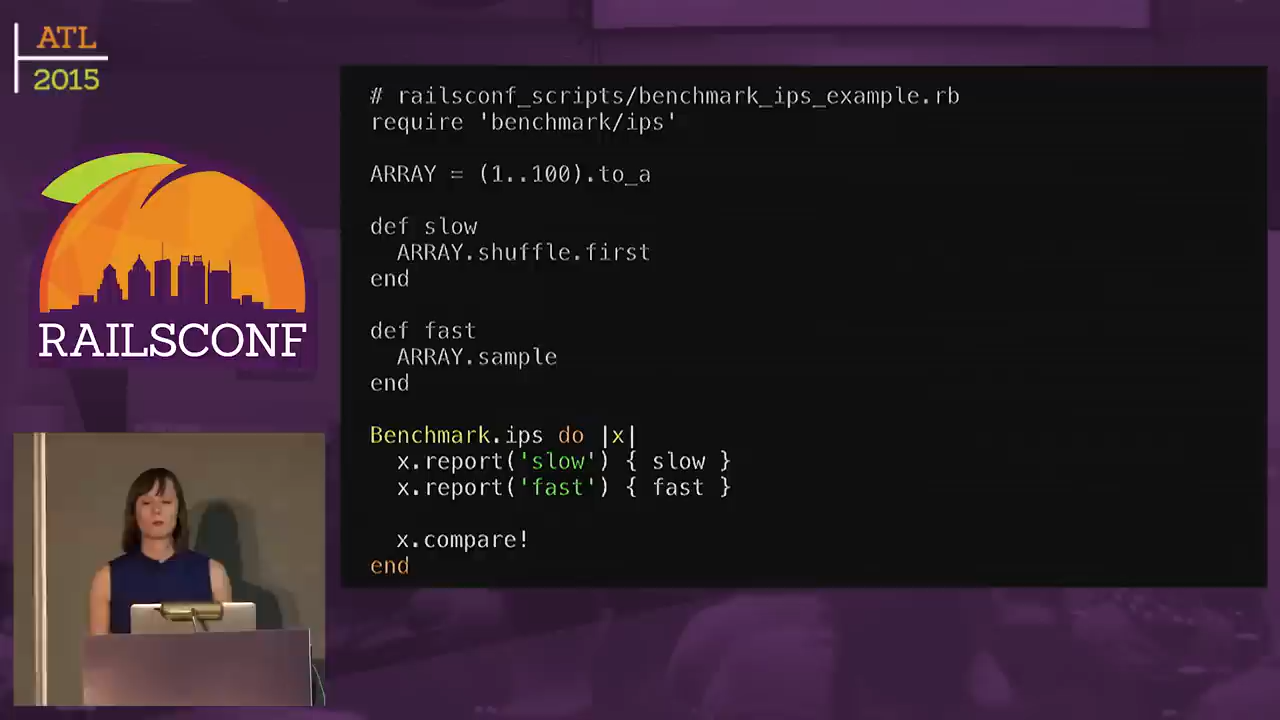 ATL
2015
RAILSCONF
# railsconf_scripts/benchmark_ips_example.rb
require 'benchmark/ips'
ARRAY = (1..100).to_a
def slow
  ARRAY.shuffle.first
end
def fast
  ARRAY.sample
end
Benchmark.ips do |x|
  x.report('slow') { slow }
  x.report('fast') { fast }
  x.compare!
end